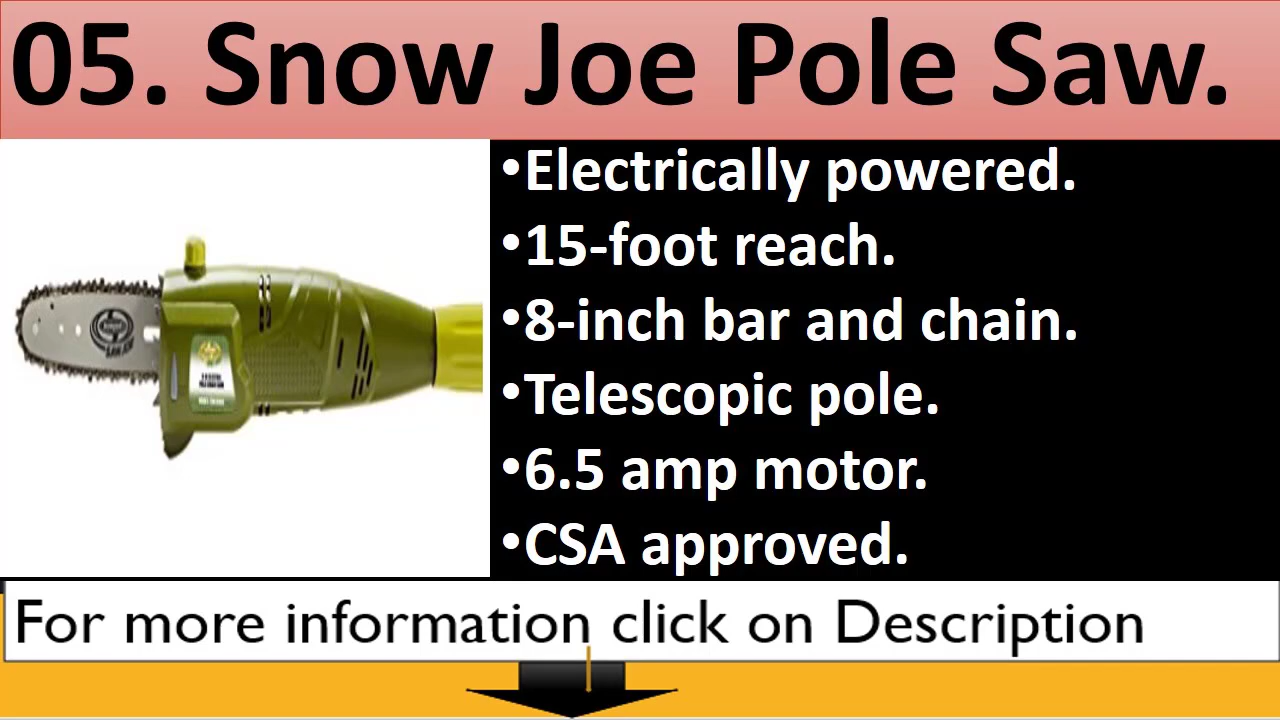 05. Snow Joe Pole Saw.
•Electrically powered.
•15-foot reach.
•8-inch bar and chain.
•Telescopic pole.
•6.5 amp motor.
•CSA approved.
For more information click on Description